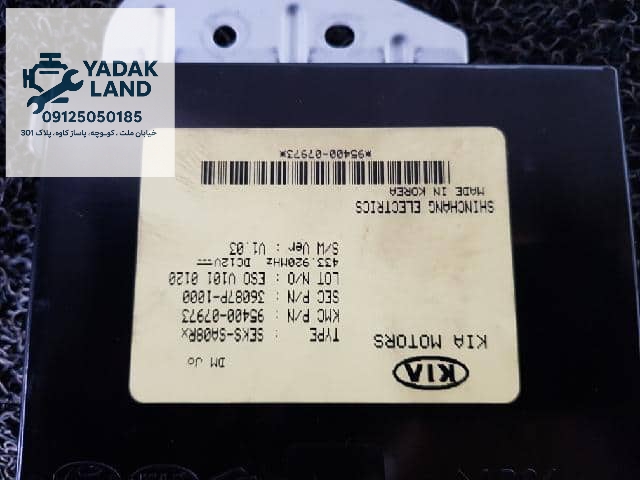 YADAK
LAND
09125050185
خیابان ملت ، کوچه، پاساژ کاوه، پلاک 301
KIA
KIA MOTORS
DM Jo
TYPE : SEKS-SA08Rx
KMC P/N : 95400-07973
SEC P/N : 36087P-1000
LOT N/O : ESO V101 0120
433.920MHz DC12V
S/W Ver : V1.03
SHINCHANG ELECTRICS
MADE IN KOREA
*95400-07973*